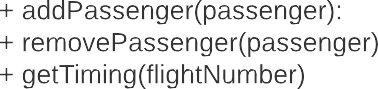 + addPassenger(passenger):
+ removePassenger(passenger)
+ getTiming(flightNumber)